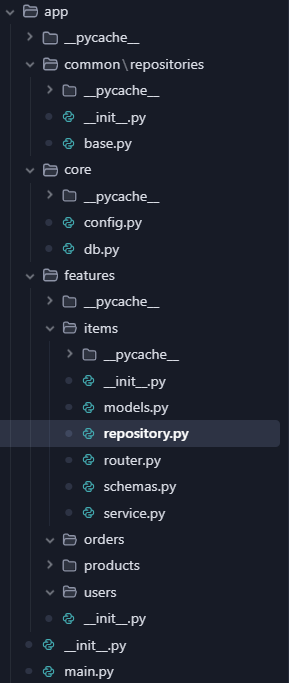 app
__pycache__
common\repositories
__pycache__
__init__.py
base.py
core
__pycache__
config.py
db.py
features
__pycache__
items
__pycache__
__init__.py
models.py
repository.py
router.py
schemas.py
service.py
orders
products
users
__init__.py
__init__.py
main.py